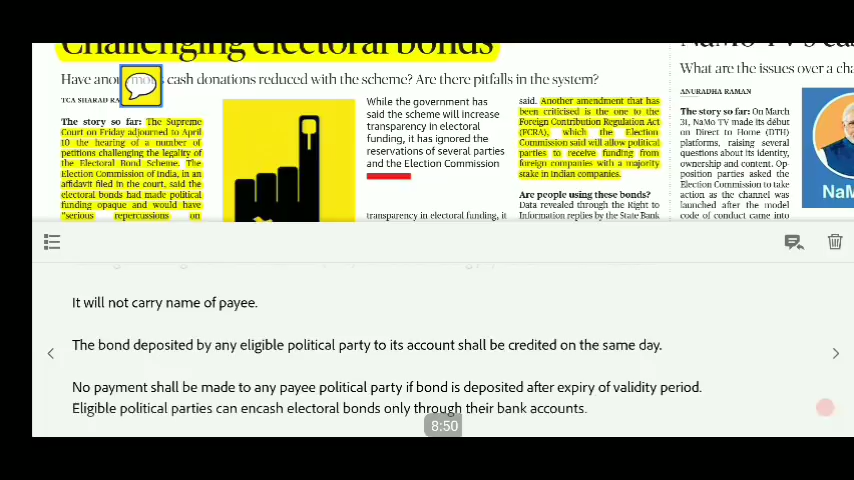 Challenging electoral bonds
Have anonymous cash donations reduced with the scheme? Are there pitfalls in the system?
TCA SHARAD RA
The story so far: The Supreme
Court on Friday adjourned to April
10 the hearing of a number of
petitions challenging the legality of
the Electoral Bond Scheme. The
Election Commission of India, in an
affidavit filed in the court, said the
electoral bonds had made political
funding opaque and would have
"serious repercussions on
While the government has
said the scheme will increase
transparency in electoral
funding, it has ignored the
reservations of several parties
and the Election Commission
transparency in electoral funding, it
said. Another amendment that has
been criticised is the one to the
Foreign Contribution Regulation Act
(FCRA), which the Election
Commission said will allow political
parties to receive funding from
foreign companies with a majority
stake in Indian companies.
Are people using these bonds?
Data revealed through the Right to
Information replies by the State Bank
NaMo TV's
What are the issues over a cha
ANURADHA RAMAN
The story so far: On March
31, NaMo TV made its début
on Direct to Home (DTH)
platforms, raising several
questions about its identity,
ownership and content. Op-
position parties asked the
Election Commission to take
action as the channel was
launched after the model
code of conduct came into
NaM
It will not carry name of payee.
The bond deposited by any eligible political party to its account shall be credited on the same day.
No payment shall be made to any payee political party if bond is deposited after expiry of validity period.
Eligible political parties can encash electoral bonds only through their bank accounts.
8:50